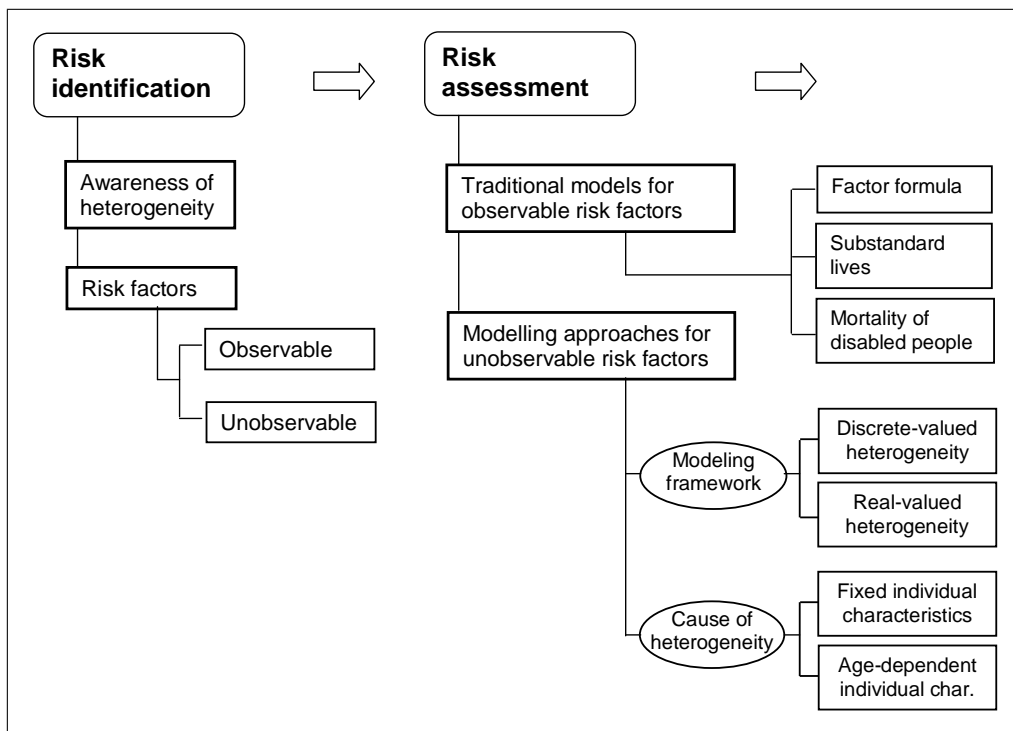 Risk
identification
Awareness of
heterogeneity
Risk factors
Observable
Unobservable
Risk
assessment
Traditional models for
observable risk factors
Factor formula
Substandard
lives
Mortality of
disabled people
Modelling approaches for
unobservable risk factors
Modeling
framework
Discrete-valued
heterogeneity
Real-valued
heterogeneity
Cause of
heterogeneity
Fixed individual
characteristics
Age-dependent
individual char.